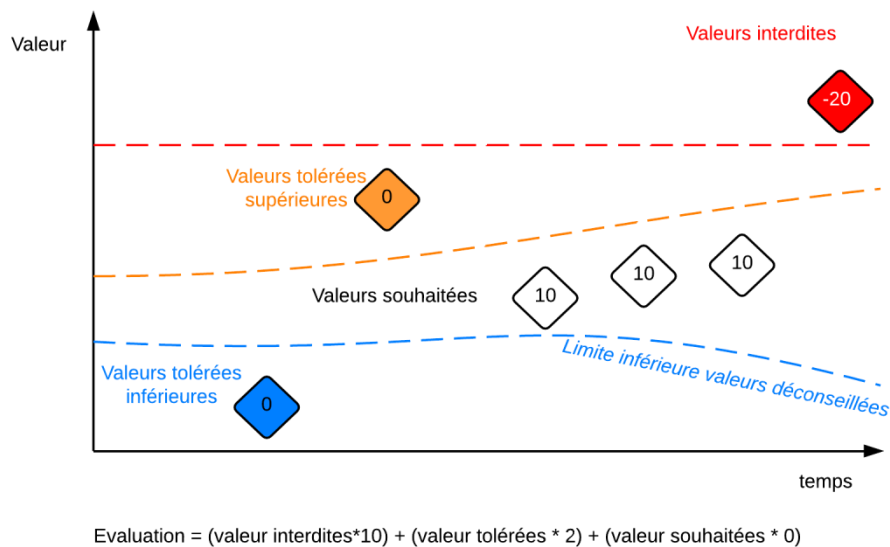 Valeurs interdites
Valeur
-20
Valeurs tolérées
supérieures
0
10
10
Valeurs souhaitées
10
Limite inférieure valeurs déconseillées
Valeurs tolérées
inférieures
0
temps
Evaluation = (valeur interdites*10) + (valeur tolérées * 2) + (valeur souhaitées * 0)